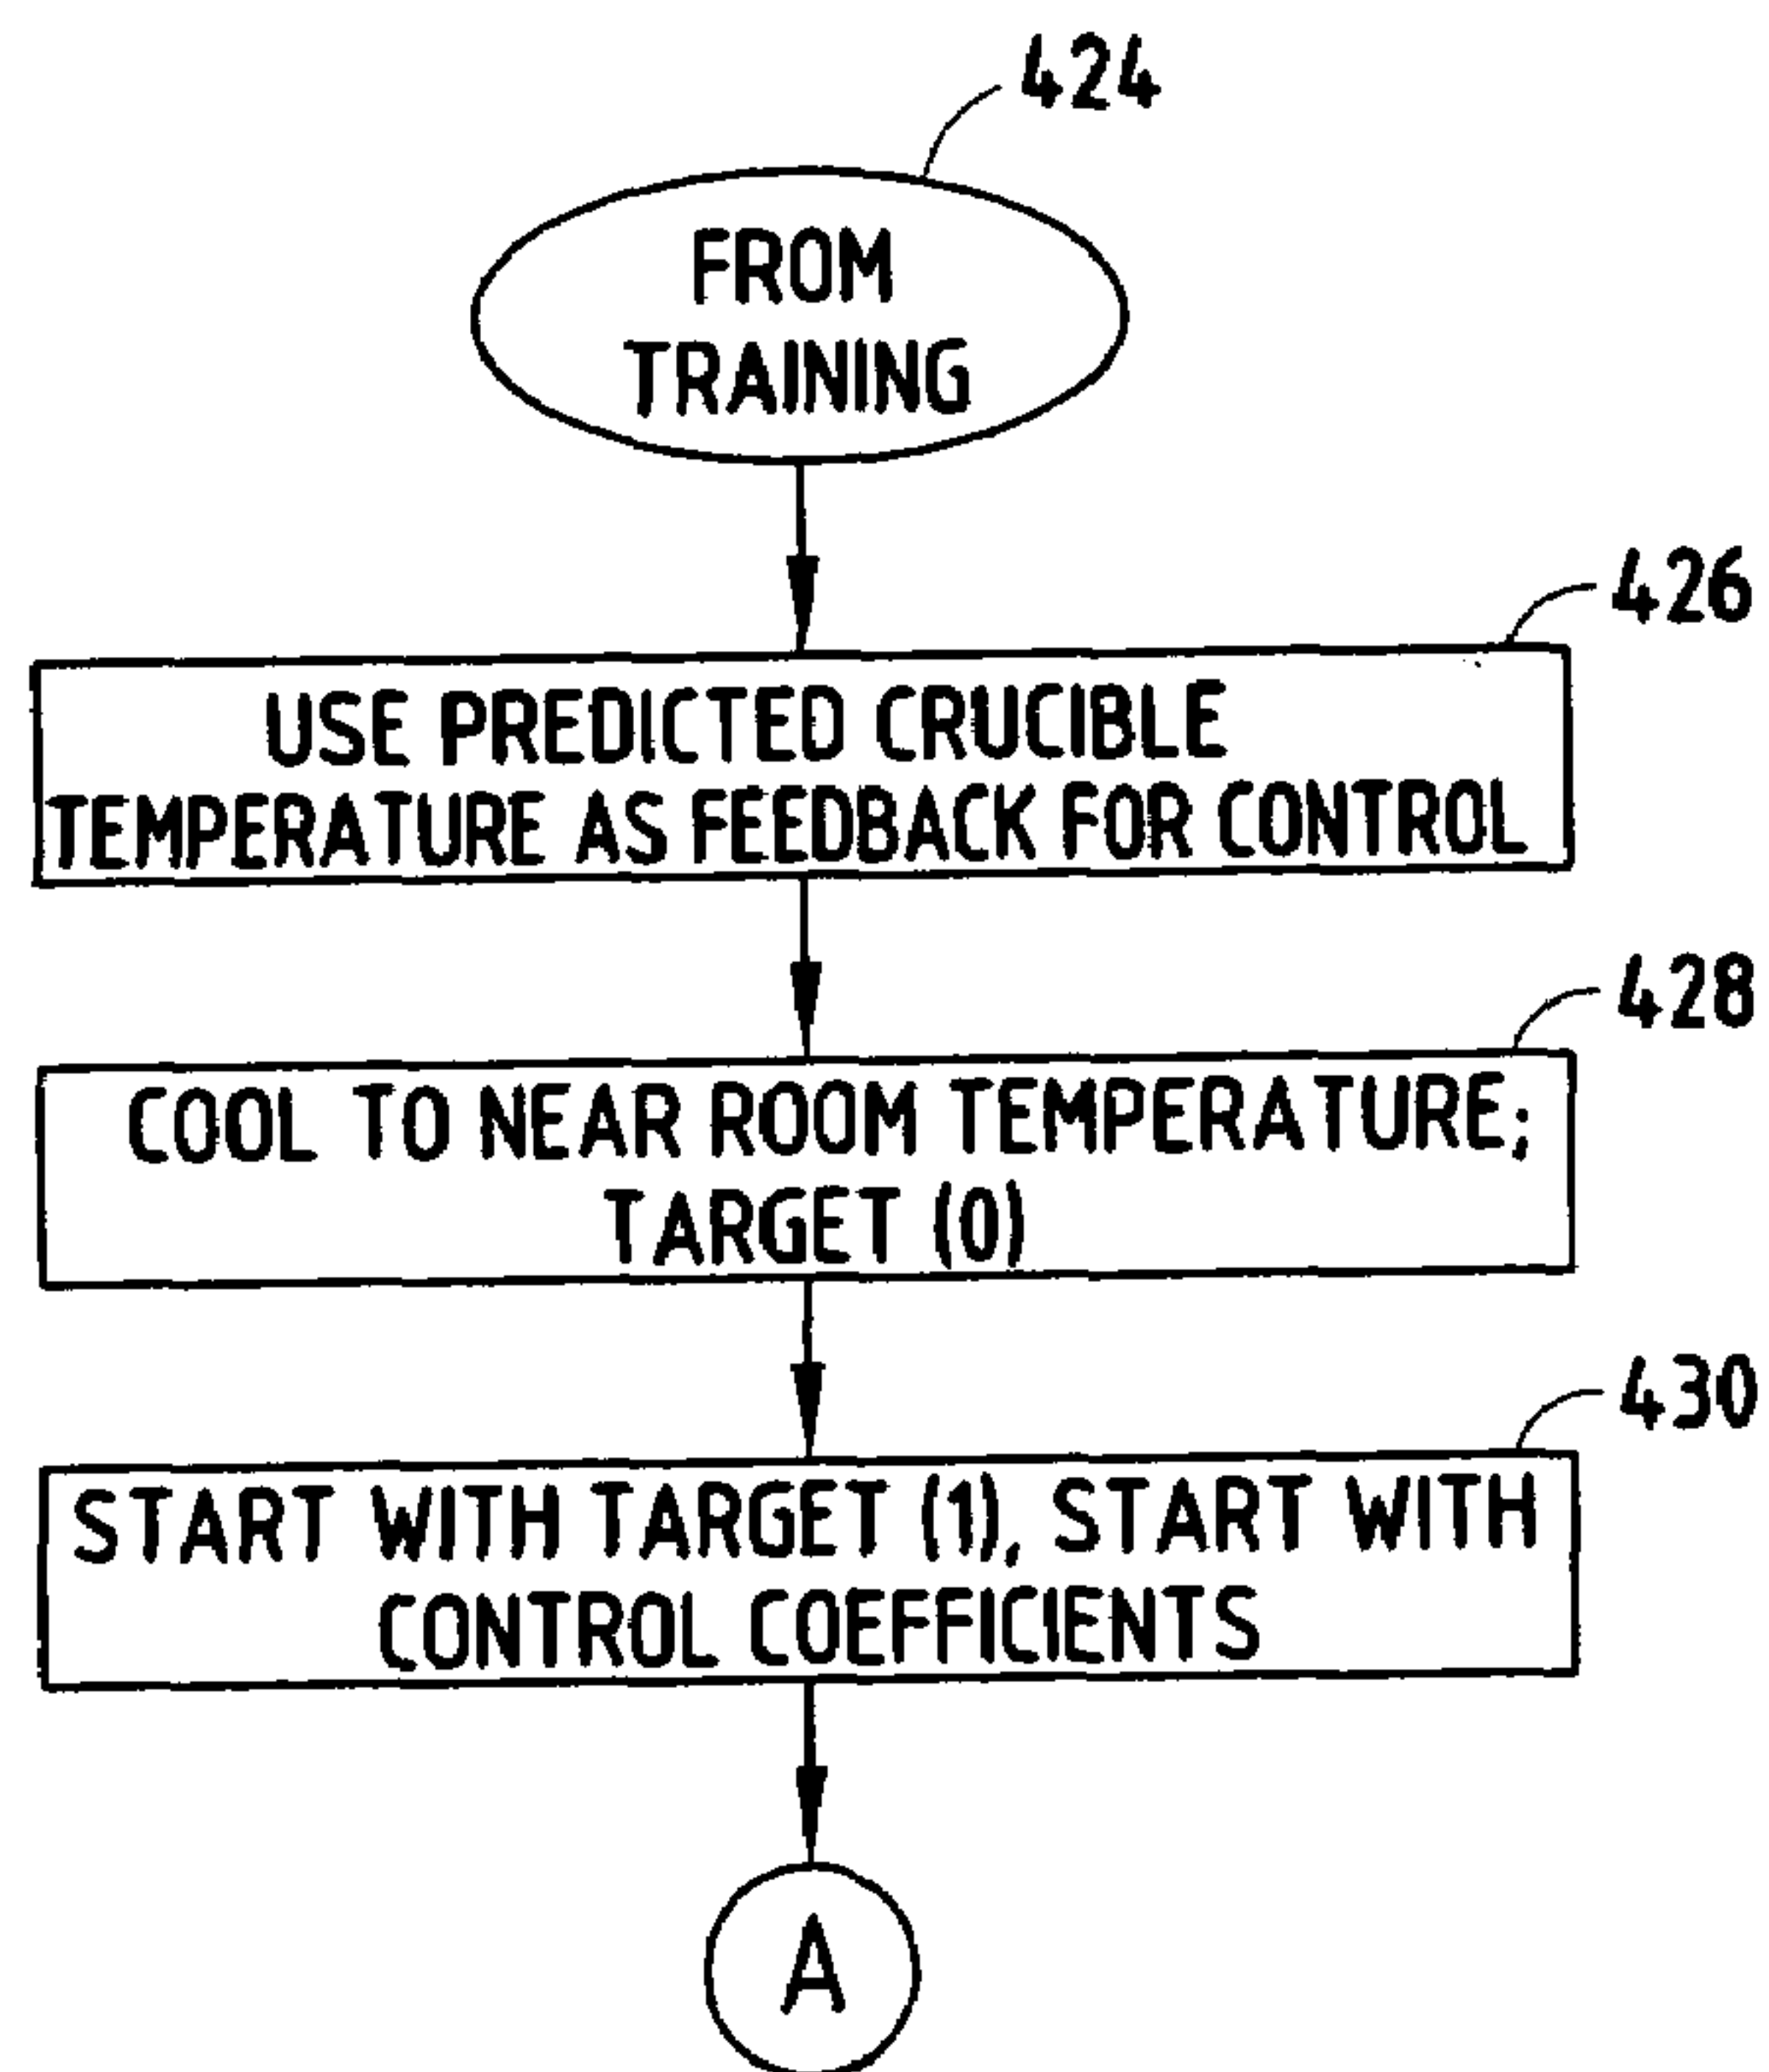 424
FROM
TRAINING
426
USE PREDICTED CRUCIBLE
TEMPERATURE AS FEEDBACK FOR CONTROL
428
COOL TO NEAR ROOM TEMPERATURE;
TARGET (0)
430
START WITH TARGET (1), START WITH
CONTROL COEFFICIENTS
A